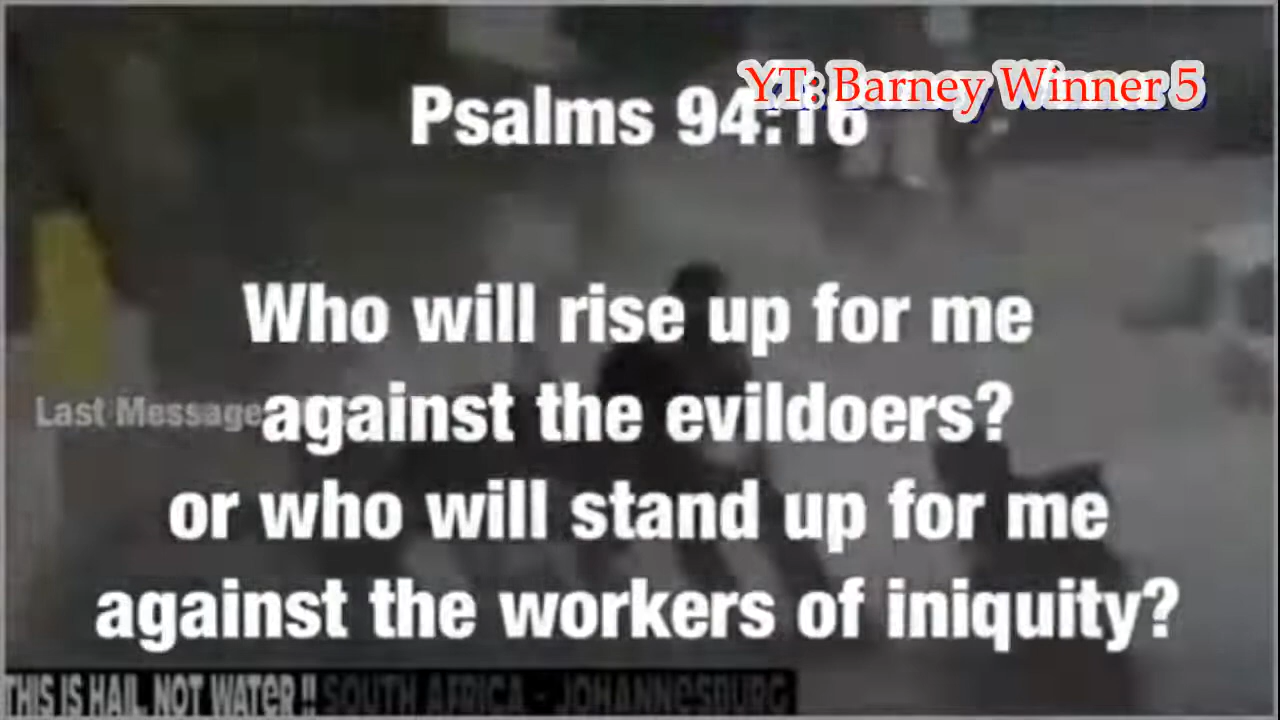 YT: Barney Winner 5
Psalms 94:16
Who will rise up for me
against the evildoers?
or who will stand up for me
against the workers of iniquity?
Last Message
THIS IS HAIL, NOT WATER !! SOUTH AFRICA - JOHANNESBURG